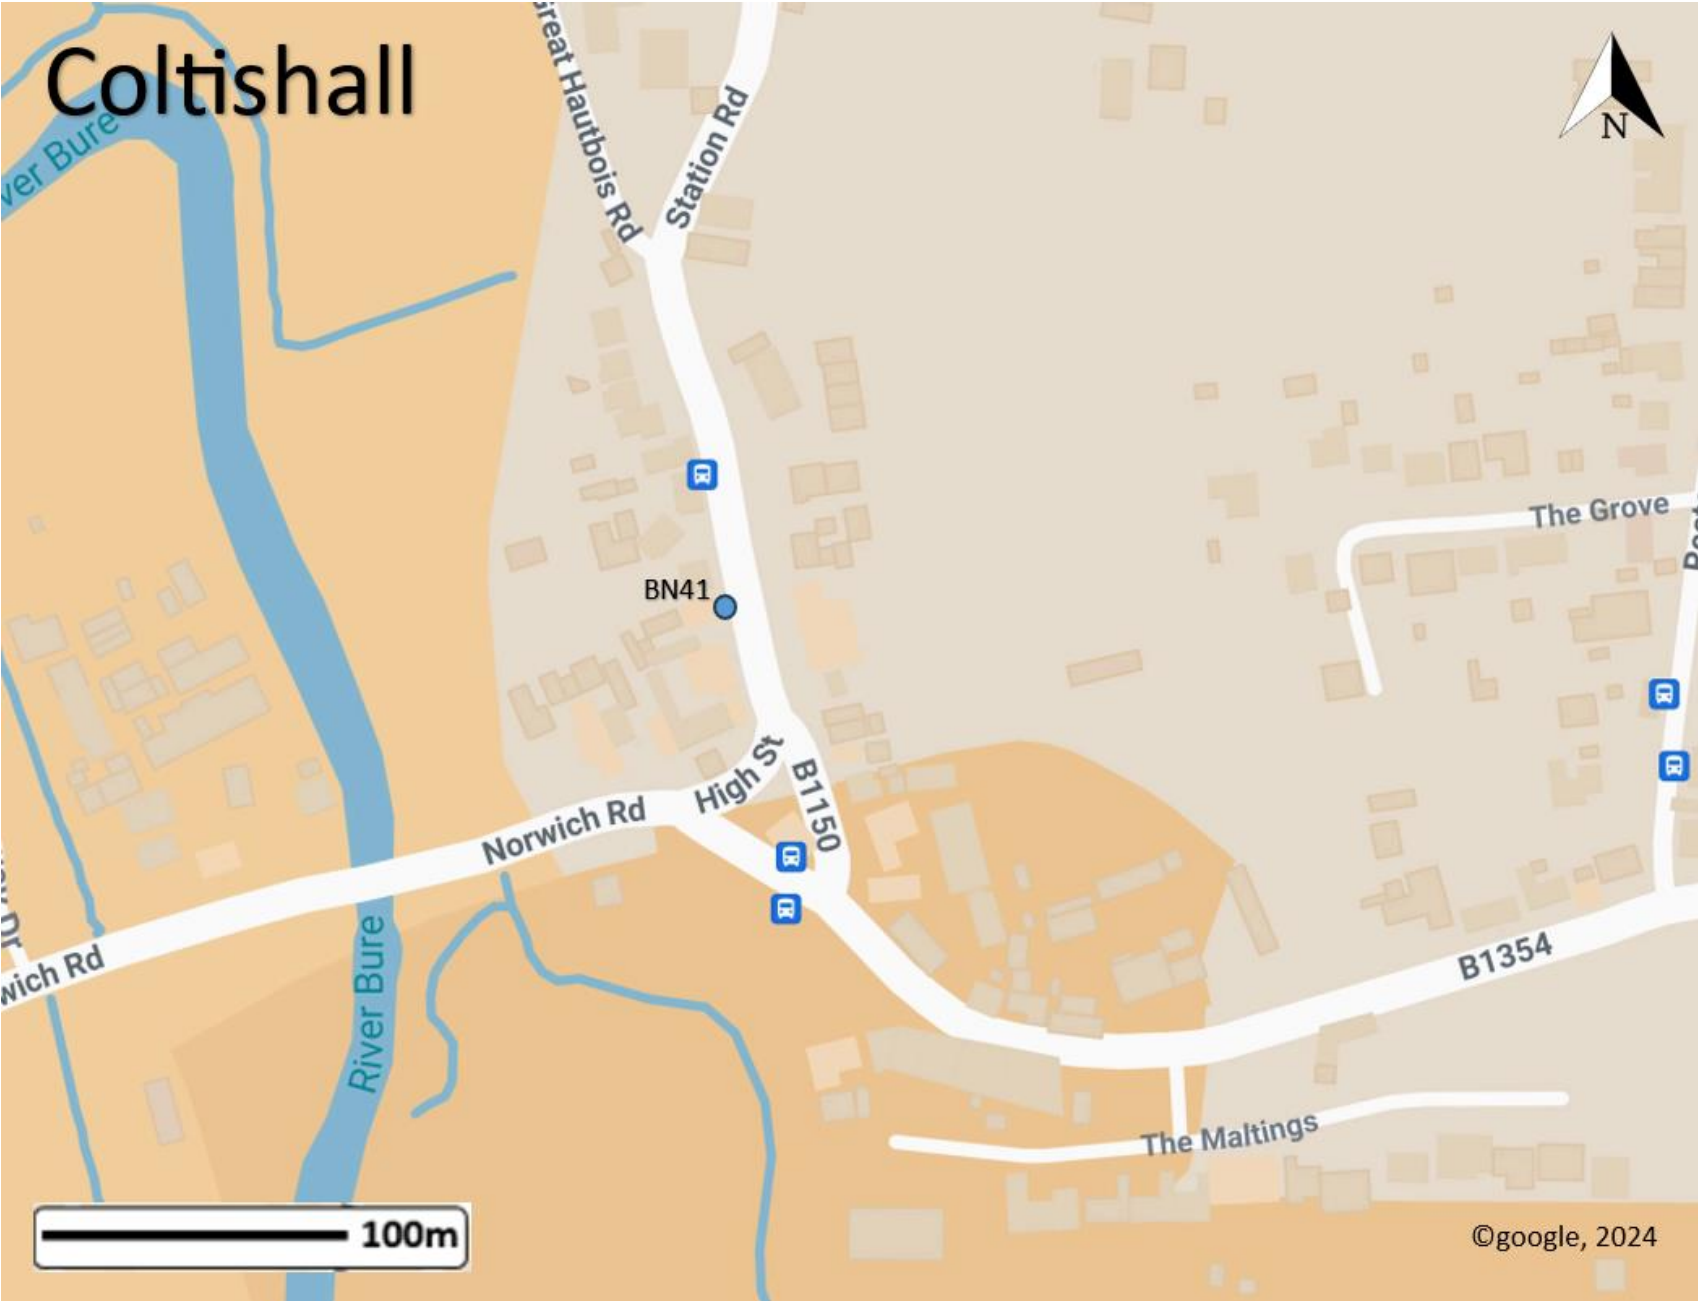 Coltishall
Great Hautbois Rd
Station Rd
N
ver Bure
The Grove
BN41
High St
B1150
Norwich Rd
wich Rd
River Bure
B1354
The Maltings
100m
©google, 2024